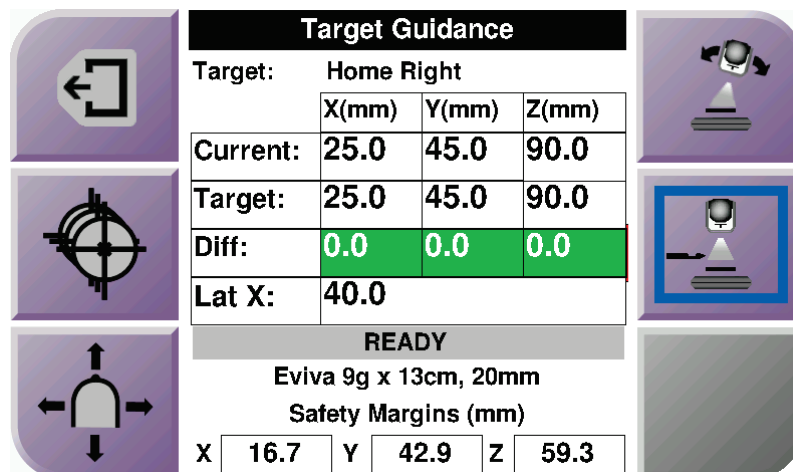 Target Guidance
Target: Home Right
X(mm) Y(mm) Z(mm)
Current: 25.0 45.0 90.0
Target: 25.0 45.0 90.0
Diff: 0.0 0.0 0.0
Lat X: 40.0
READY
Eviva 9g x 13cm, 20mm
Safety Margins (mm)
X 16.7 Y 42.9 Z 59.3